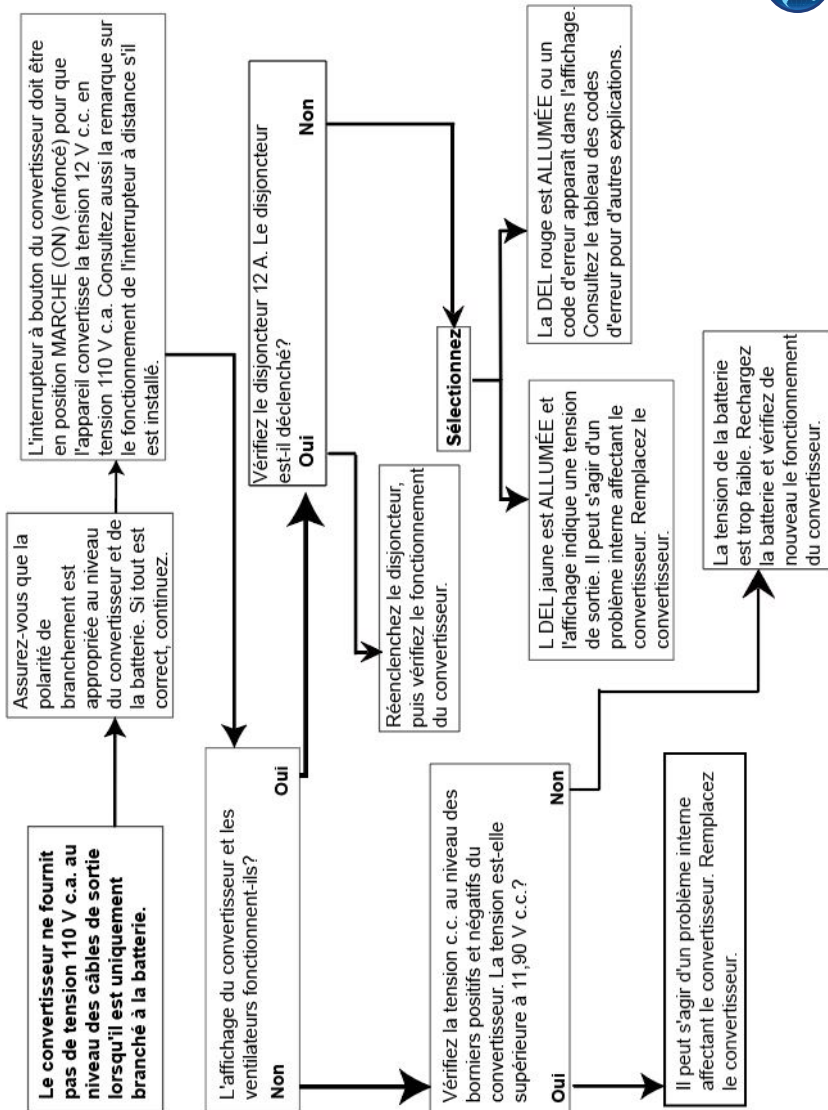 Le convertisseur ne fournit
pas de tension 110 V c.a. au
niveau des câbles de sortie
lorsqu'il est uniquement
branché à la batterie.
Assurez-vous que la
polarité de
branchement est
appropriée au niveau
du convertisseur et de
la batterie. Si tout est
correct, continuez.
L'interrupteur à bouton du convertisseur doit être
en position MARCHE (ON) (enfoncé) pour que
l'appareil convertisse la tension 12 V c.c. en
tension 110 V c.a. Consultez aussi la remarque sur
le fonctionnement de l'interrupteur à distance s'il
est installé.
L'affichage du convertisseur et les
ventilateurs fonctionnent-ils?
Non Oui
Vérifiez le disjoncteur 12 A. Le disjoncteur
est-il déclenché?
Oui Non
Réenclenchez le disjoncteur,
puis vérifiez le fonctionnement
du convertisseur.
Sélectionnez
L DEL jaune est ALLUMÉE et
l'affichage indique une tension
de sortie. Il peut s'agir d'un
problème interne affectant le
convertisseur. Remplacez le
convertisseur.
La DEL rouge est ALLUMÉE ou un
code d'erreur apparaît dans l'affichage.
Consultez le tableau des codes
d'erreur pour d'autres explications.
Vérifiez la tension c.c. au niveau des
borniers positifs et négatifs du
convertisseur. La tension est-elle
supérieure à 11,90 V c.c.?
Oui Non
Il peut s'agir d'un problème interne
affectant le convertisseur. Remplacez
le convertisseur.
La tension de la batterie
est trop faible. Rechargez
la batterie et vérifiez de
nouveau le fonctionnement
du convertisseur.